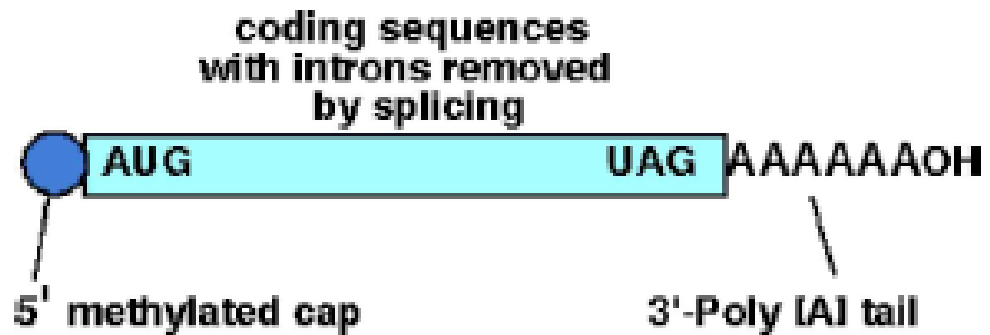 coding sequences
with introns removed
by splicing
AUG UAG AAAAAAOH
5' methylated cap 3'-Poly [A] tail